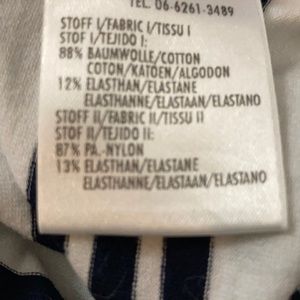 TEL. 06-6261-3489
STOFF I/FABRIC I/TISSU I
STOF I/TEJIDO I:
88% BAUMWOLLE/COTTON
COTON/KATOEN/ALGODON
12% ELASTHAN/ELASTANE
ELASTHANNE/ELASTAAN/ELASTANO
STOFF II/FABRIC II/TISSU II
STOF II/TEJIDO II:
87% PA-NYLON
13% ELASTHAN/ELASTANE
ELASTHANNE/ELASTAAN/ELASTANO